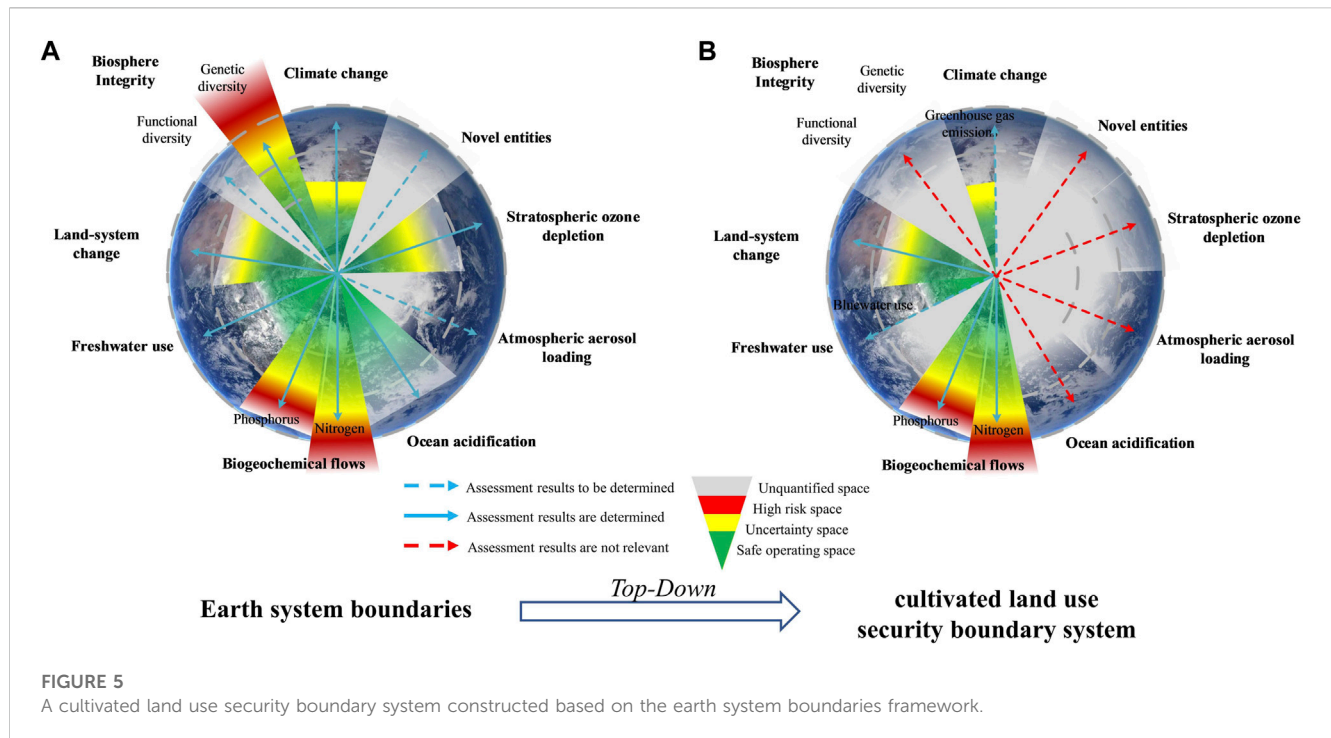 A
Biosphere
Integrity
Genetic
diversity
Functional
diversity
Climate change
Novel entities
Stratospheric ozone
depletion
Atmospheric aerosol
loading
Ocean acidification
Nitrogen
Phosphorus
Biogeochemical flows
Freshwater use
Land-system
change
B
Biosphere
Integrity
Genetic
diversity
Functional
diversity
Climate change
Greenhouse gas
emission
Novel entities
Stratospheric ozone
depletion
Atmospheric aerosol
loading
Ocean acidification
Nitrogen
Phosphorus
Biogeochemical flows
Freshwater use
Bluewater use
Land-system
change
Assessment results to be determined
Assessment results are determined
Assessment results are not relevant
Unquantified space
High risk space
Uncertainty space
Safe operating space
Earth system boundaries
Top-Down
cultivated land use
security boundary system
FIGURE 5
A cultivated land use security boundary system constructed based on the earth system boundaries framework.